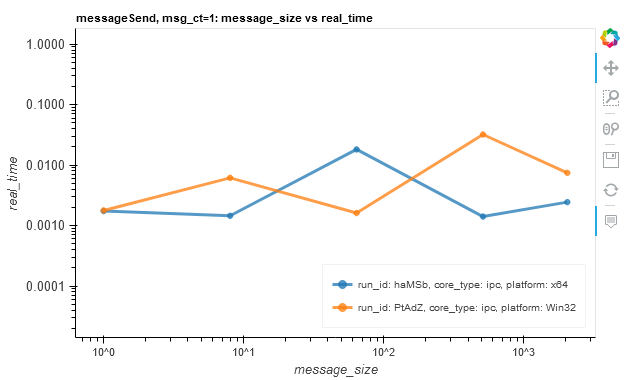 messageSend, msg_ct=1: message_size vs real_time
1.0000
0.1000
0.0100
0.0010
0.0001
real_time
10^0
10^1
10^2
10^3
message_size
run_id: haMSb, core_type: ipc, platform: x64
run_id: PtAdZ, core_type: ipc, platform: Win32